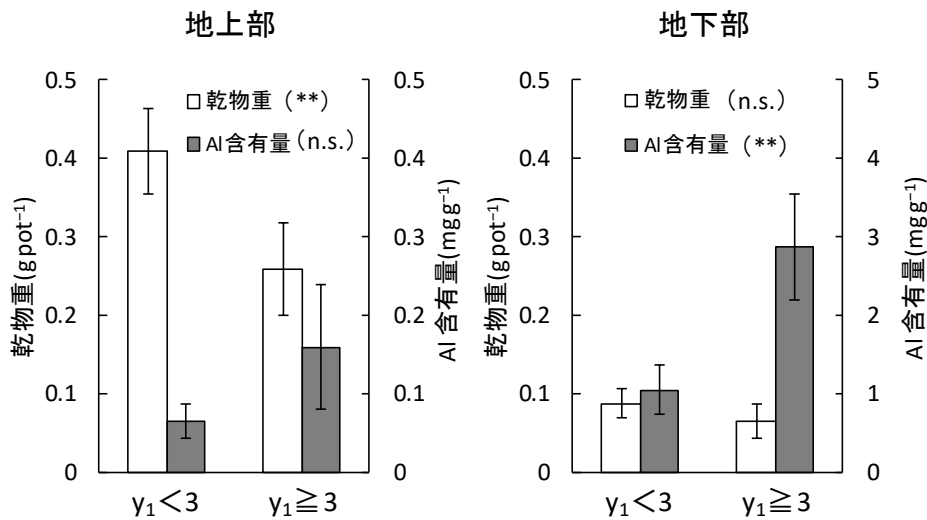 地上部
乾物重(g pot⁻¹)
0.5
0.4
0.3
0.2
0.1
0
乾物重（**）
Al含有量（n.s.）
0.5
0.4
0.3
0.2
0.1
0
Al 含有量(mg g⁻¹)
y₁＜3
y₁≧3
地下部
乾物重(g pot⁻¹)
0.5
0.4
0.3
0.2
0.1
0
乾物重（n.s.）
Al含有量（**）
5
4
3
2
1
0
Al 含有量(mg g⁻¹)
y₁＜3
y₁≧3